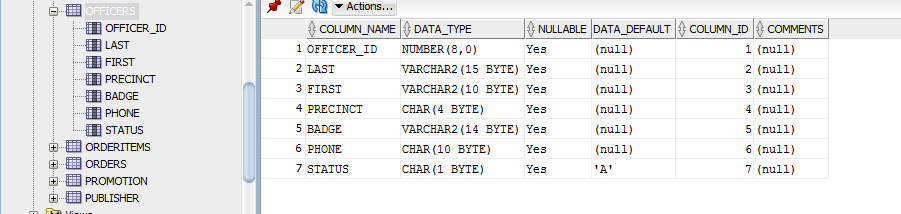 OFFICERS
OFFICER_ID
LAST
FIRST
PRECINCT
BADGE
PHONE
STATUS
ORDERITEMS
ORDERS
PROMOTION
PUBLISHER
Views
Actions...
COLUMN_NAME DATA_TYPE NULLABLE DATA_DEFAULT COLUMN_ID COMMENTS
1 OFFICER_ID NUMBER(8,0) Yes (null) 1 (null)
2 LAST VARCHAR2(15 BYTE) Yes (null) 2 (null)
3 FIRST VARCHAR2(10 BYTE) Yes (null) 3 (null)
4 PRECINCT CHAR(4 BYTE) Yes (null) 4 (null)
5 BADGE VARCHAR2(14 BYTE) Yes (null) 5 (null)
6 PHONE CHAR(10 BYTE) Yes (null) 6 (null)
7 STATUS CHAR(1 BYTE) Yes 'A' 7 (null)